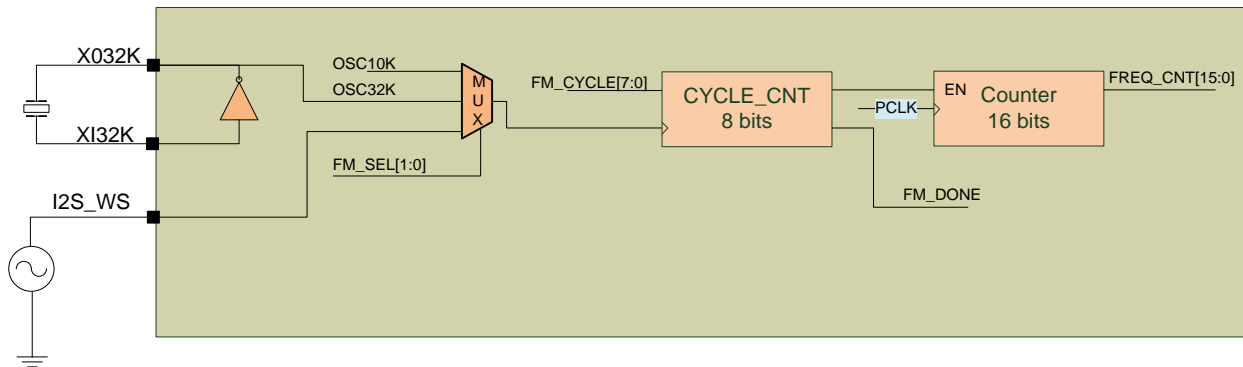 X032K
XI32K
I2S_WS
OSC10K
OSC32K
FM_SEL[1:0]
M
U
X
FM_CYCLE[7:0]
CYCLE_CNT
8 bits
PCLK
EN
Counter
16 bits
FREQ_CNT[15:0]
FM_DONE